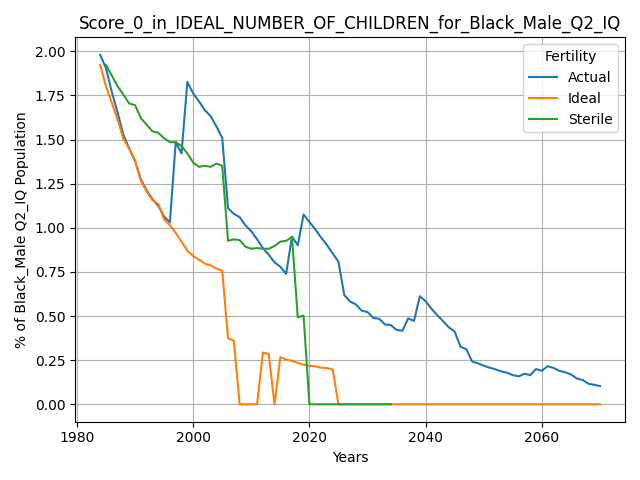 Score_0_in_IDEAL_NUMBER_OF_CHILDREN_for_Black_Male_Q2_IQ
Fertility
Actual
Ideal
Sterile
% of Black_Male Q2_IQ Population
2.00
1.75
1.50
1.25
1.00
0.75
0.50
0.25
0.00
1980 2000 2020 2040 2060
Years